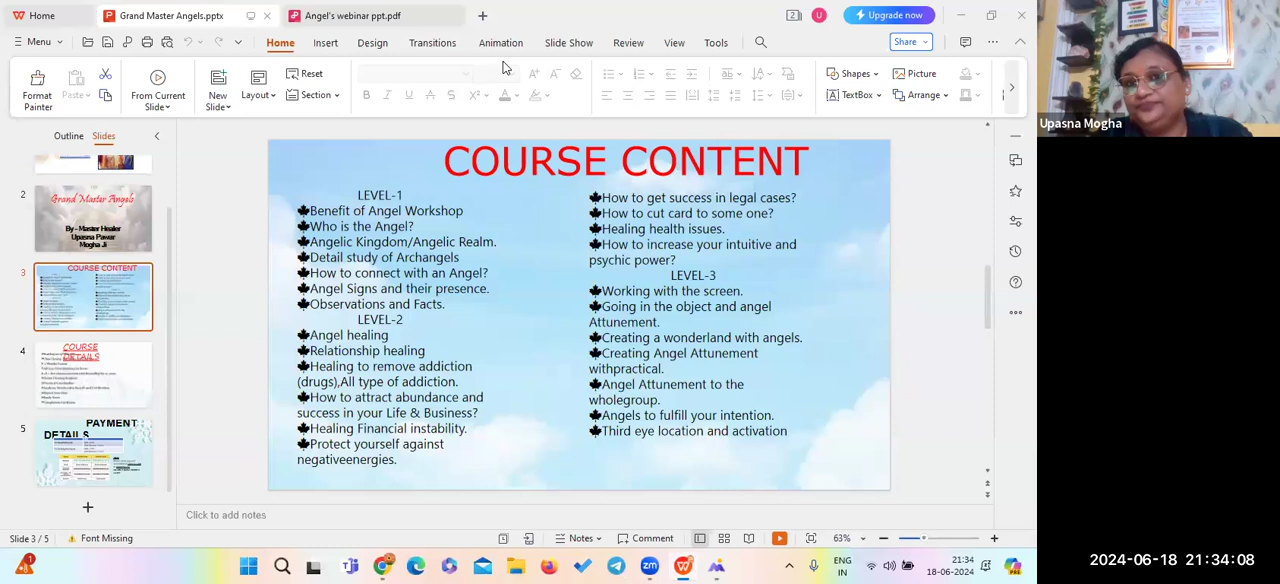 Home
Grand Master Angels.pptx
Angel's webinar ppt.pdf
U
Upgrade now
Menu
Home
Insert
Design
Transitions
Animation
Slide Show
Review
View
Tools
Share
Format Painter
Paste
From Current Slide
New Slide
Layout
Reset
Section
B
Shapes
Picture
TextBox
Arrange
Outline
Slides
2
Grand Master Angels
By - Master Healer
Upasna Pawar
Mogha Ji
3
COURSE CONTENT
4
COURSE
DETAILS
5
PAYMENT
DETAILS
COURSE CONTENT
LEVEL-1
Benefit of Angel Workshop
Who is the Angel?
Angelic Kingdom/Angelic Realm.
Detail study of Archangels
How to connect with an Angel?
Angel Signs and their presence.
Observations and Facts.
LEVEL-2
Angel healing
Relationship healing
Healing to remove addiction
(drugs),all type of addiction.
How to attract abundance and
success in your Life & Business?
Healing Financial instability.
Protect yourself against
negativeenergies.
How to get success in legal cases?
How to cut card to some one?
Healing health issues.
How to increase your intuitive and
psychic power?
LEVEL-3
Working with the screen.
Going in the object and angel
Attunement.
Creating a wonderland with angels.
Creating Angel Attunement
withpractical.
Angel Attunement to the
wholegroup.
Angels to fulfill your intention.
Third eye location and activation
Click to add notes
Slide 3 / 5
Font Missing
Notes
Comment
63%
ENG
IN
21:34
18-06-2024
Upasna Mogha
2024-06-18 21:34:08